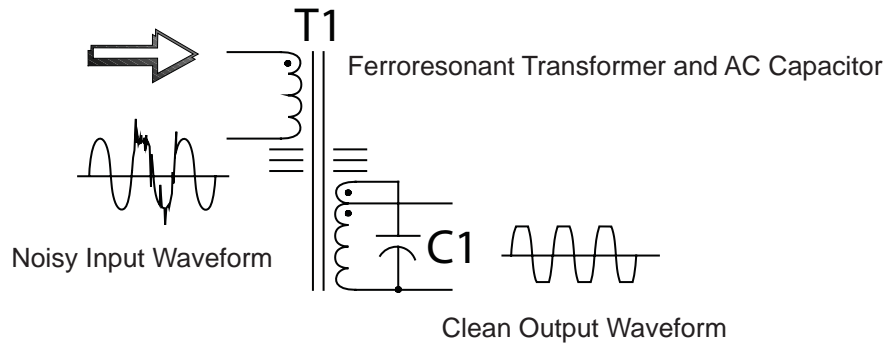 T1
Ferroresonant Transformer and AC Capacitor
C1
Noisy Input Waveform
Clean Output Waveform